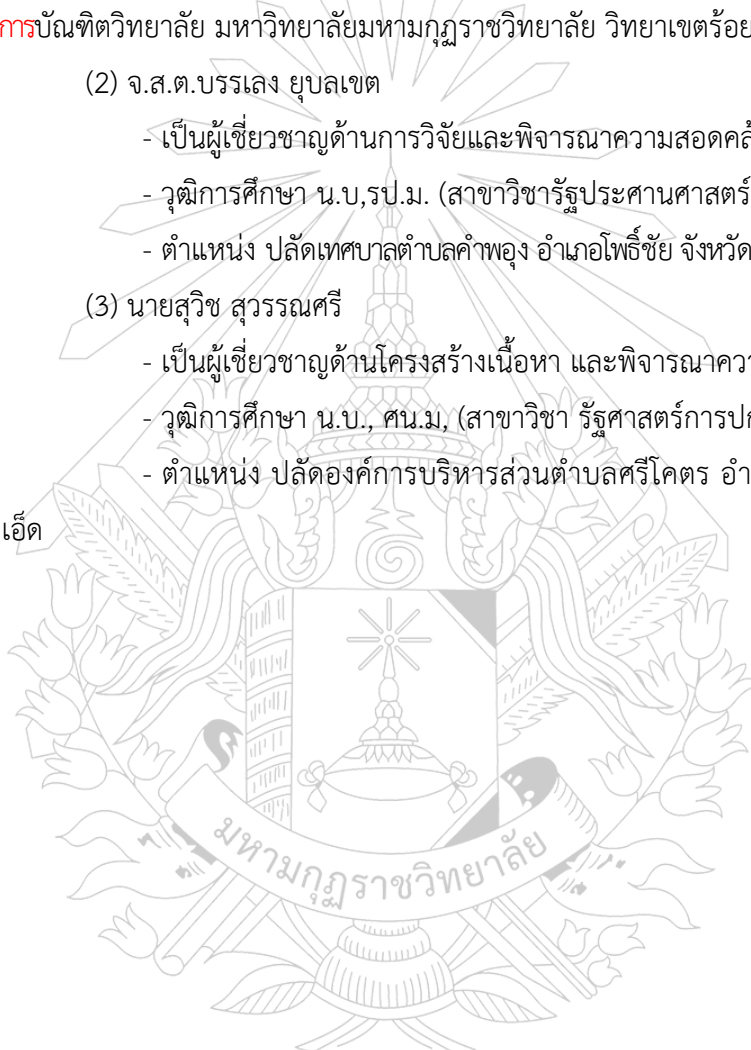 การบัณฑิตวิทยาลัย มหาวิทยาลัยมหามกุฏราชวิทยาลัย วิทยาเขตร้อย
(2) จ.ส.ต.บรรเลง ยุบลเขต
- เป็นผู้เชี่ยวชาญด้านการวิจัยและพิจารณาความสอดคล้
- วุฒิการศึกษา น.บ,รป.ม. (สาขาวิชารัฐประศานศาสตร์
- ตำแหน่ง ปลัดเทศบาลตำบลคำพอุง อำเภอโพธิ์ชัย จังหวัด
(3) นายสุวิช สุวรรณศรี
- เป็นผู้เชี่ยวชาญด้านโครงสร้างเนื้อหา และพิจารณาควา
- วุฒิการศึกษา น.บ., ศน.ม, (สาขาวิชา รัฐศาสตร์การปก
- ตำแหน่ง ปลัดองค์การบริหารส่วนตำบลศรีโคตร อำ
เอ็ด
มหามกุฏราชวิทยาลัย